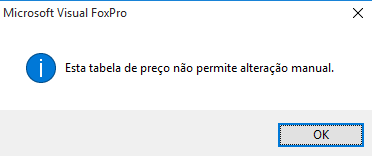 Microsoft Visual FoxPro
Esta tabela de preço não permite alteração manual.
OK